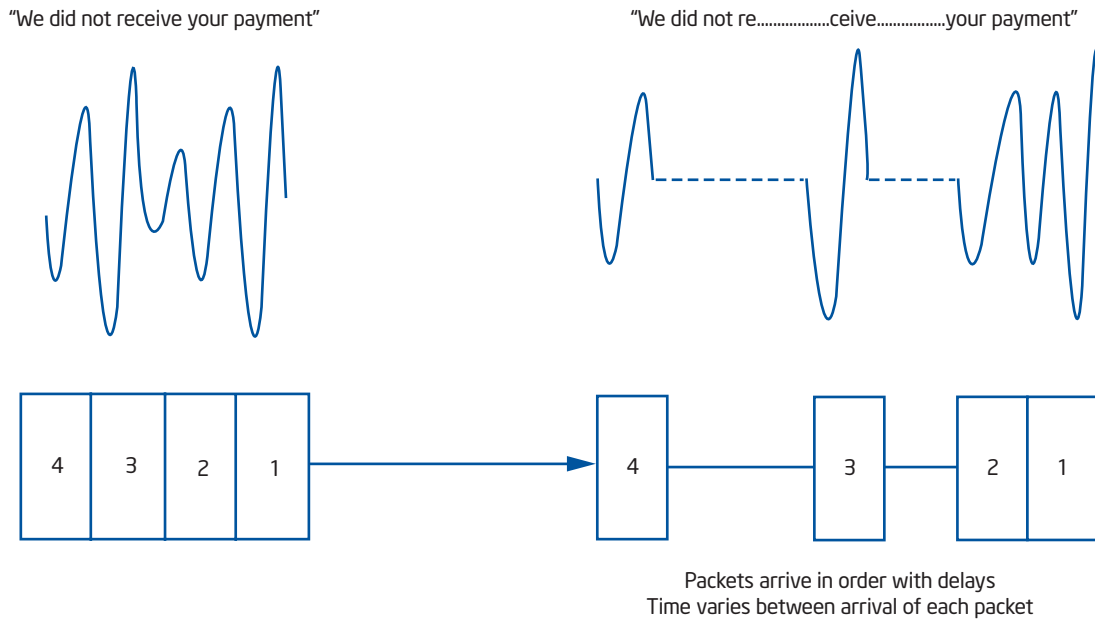 “We did not receive your payment”
“We did not re..................ceive.................your payment”
4 3 2 1
4 3 2 1
Packets arrive in order with delays
Time varies between arrival of each packet